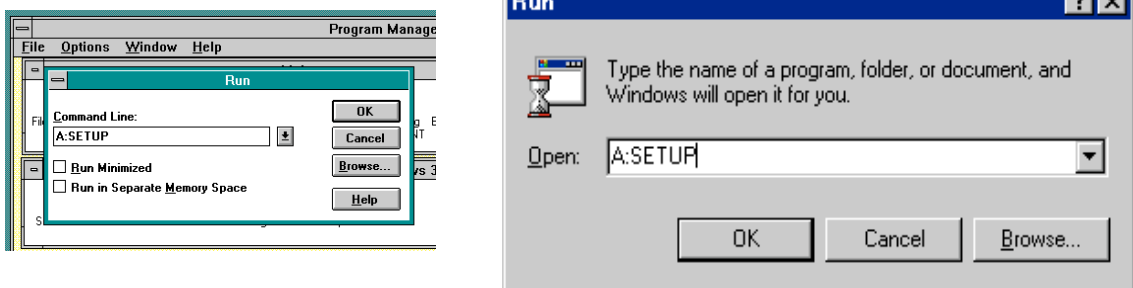 Program Manage
File Options Window Help
Run
Command Line:
A:SETUP
Run Minimized
Run in Separate Memory Space
OK
Cancel
Browse...
Help
Run
Type the name of a program, folder, or document, and
Windows will open it for you.
Open:
A:SETUP
OK
Cancel
Browse...